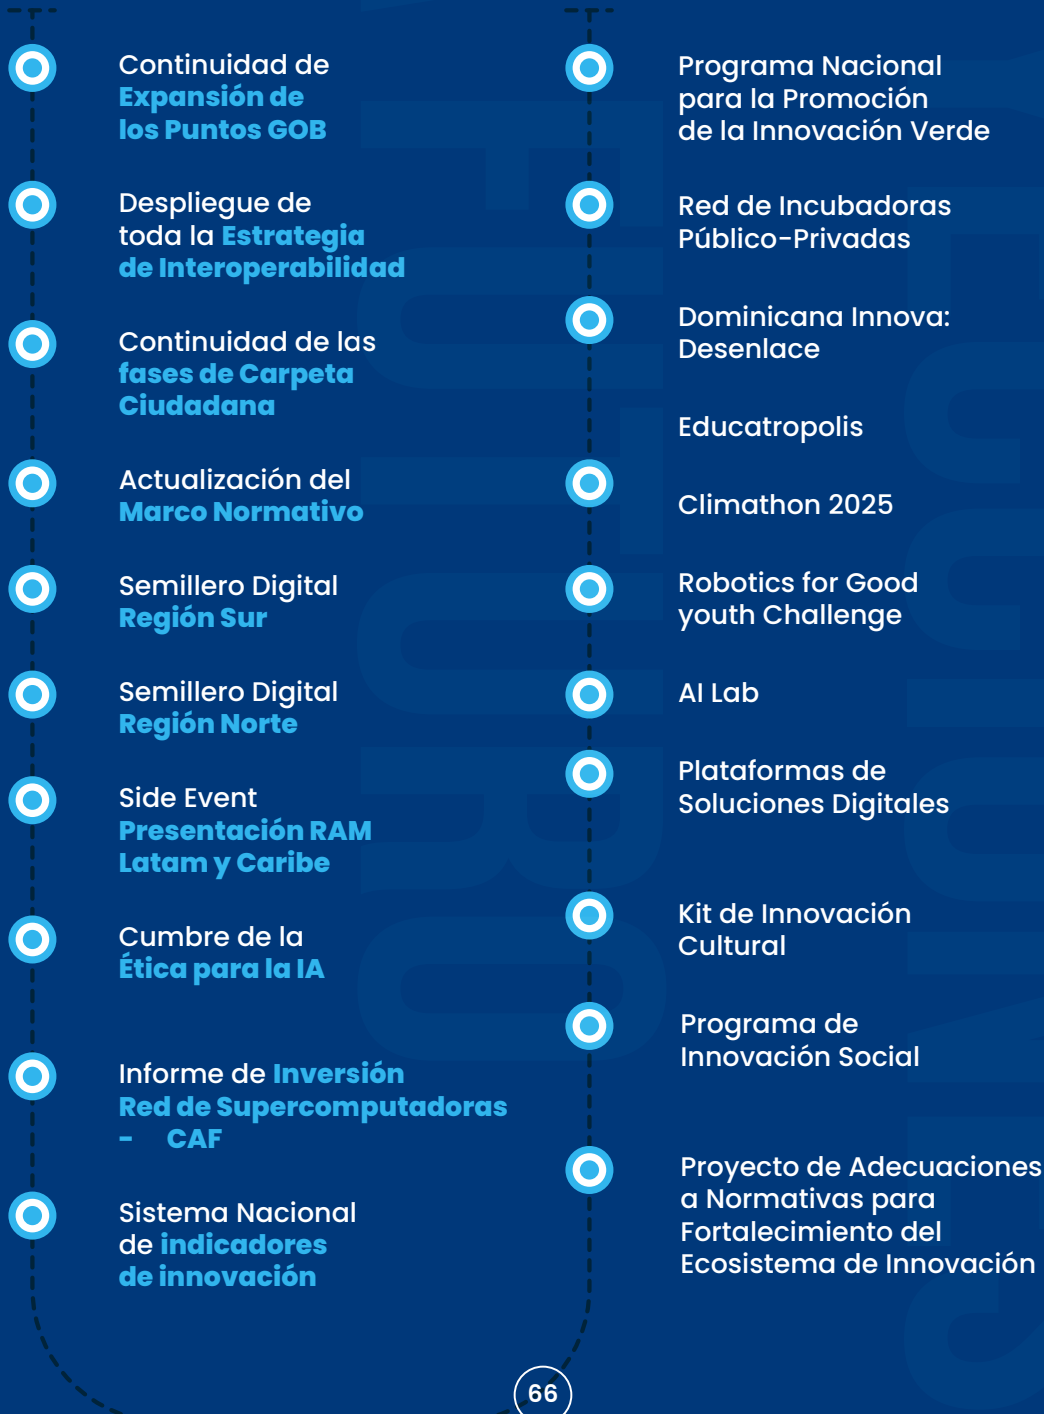 Continuidad de
Expansión de
los Puntos GOB
Despliegue de
toda la Estrategia
de Interoperabilidad
Continuidad de las
fases de Carpeta
Ciudadana
Actualización del
Marco Normativo
Semillero Digital
Región Sur
Semillero Digital
Región Norte
Side Event
Presentación RAM
Latam y Caribe
Cumbre de la
Ética para la IA
Informe de Inversión
Red de Supercomputadoras
- CAF
Sistema Nacional
de indicadores
de innovación
Programa Nacional
para la Promoción
de la Innovación Verde
Red de Incubadoras
Público-Privadas
Dominicana Innova:
Desenlace
Educatropolis
Climathon 2025
Robotics for Good
youth Challenge
AI Lab
Plataformas de
Soluciones Digitales
Kit de Innovación
Cultural
Programa de
Innovación Social
Proyecto de Adecuaciones
a Normativas para
Fortalecimiento del
Ecosistema de Innovación
66
FUTURO